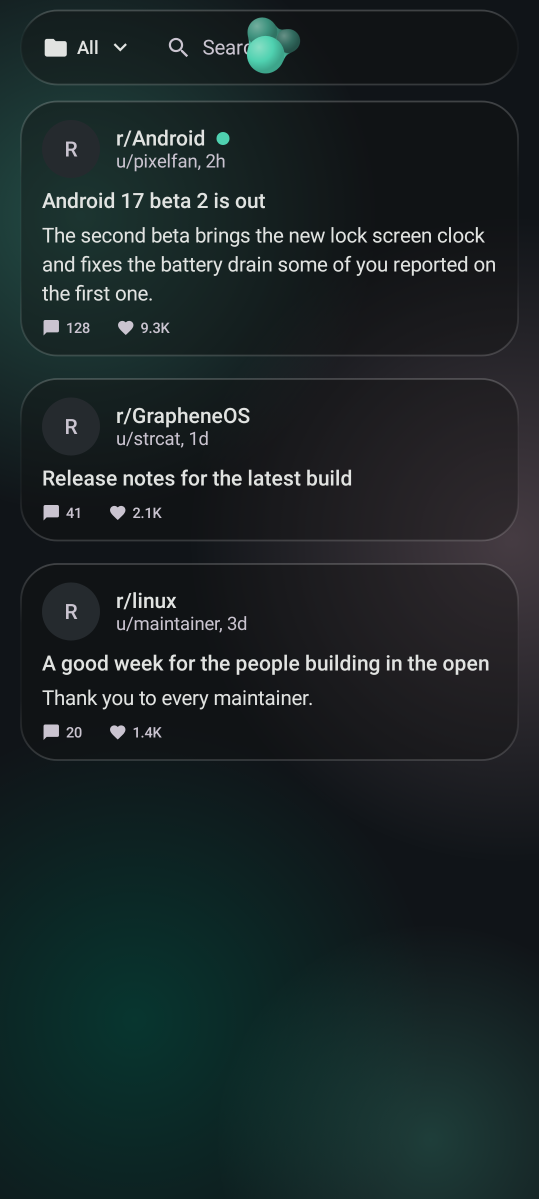 All
R
r/Android
u/pixelfan, 2h
Android 17 beta 2 is out
The second beta brings the new lock screen clock
and fixes the battery drain some of you reported on
the first one.
128 9.3K
R
r/GrapheneOS
u/strcat, 1d
Release notes for the latest build
41 2.1K
R
r/linux
u/maintainer, 3d
A good week for the people building in the open
Thank you to every maintainer.
20 1.4K